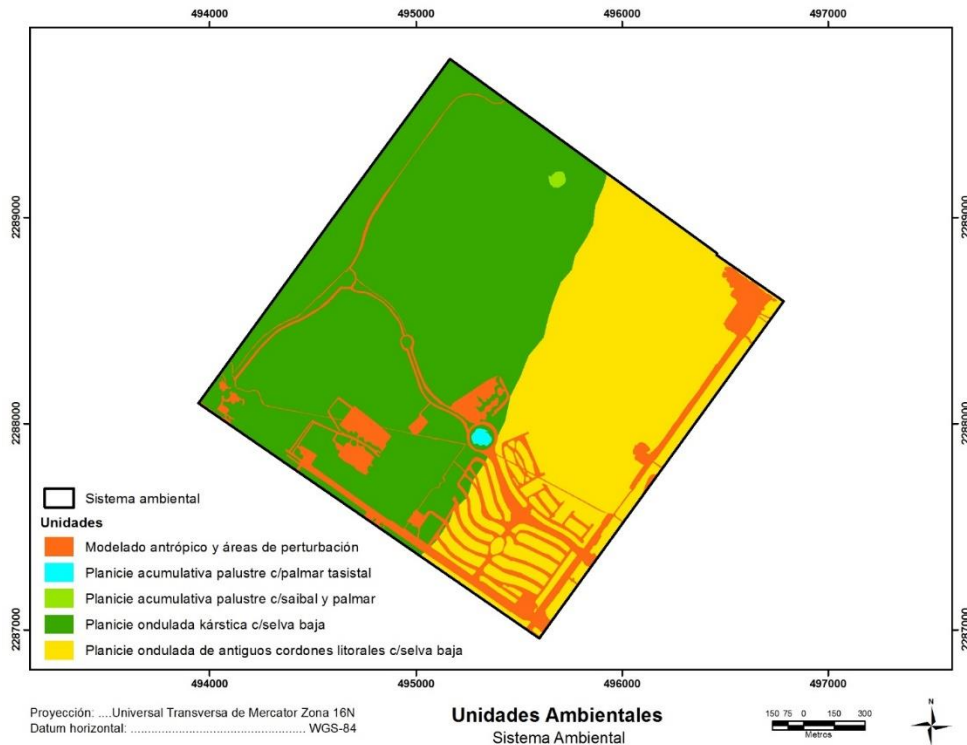 494000 495000 496000 497000
2289000 2289000
2288000 2288000
2287000 2287000
Sistema ambiental
Unidades
Modelado antrópico y áreas de perturbación
Planicie acumulativa palustre c/palmar tasistal
Planicie acumulativa palustre c/saibal y palmar
Planicie ondulada kárstica c/selva baja
Planicie ondulada de antiguos cordones litorales c/selva baja
494000 495000 496000 497000
Proyección: ....Universal Transversa de Mercator Zona 16N
Datum horizontal: .................................................... WGS-84
Unidades Ambientales
Sistema Ambiental
150 75 0 150 300
Metros
N